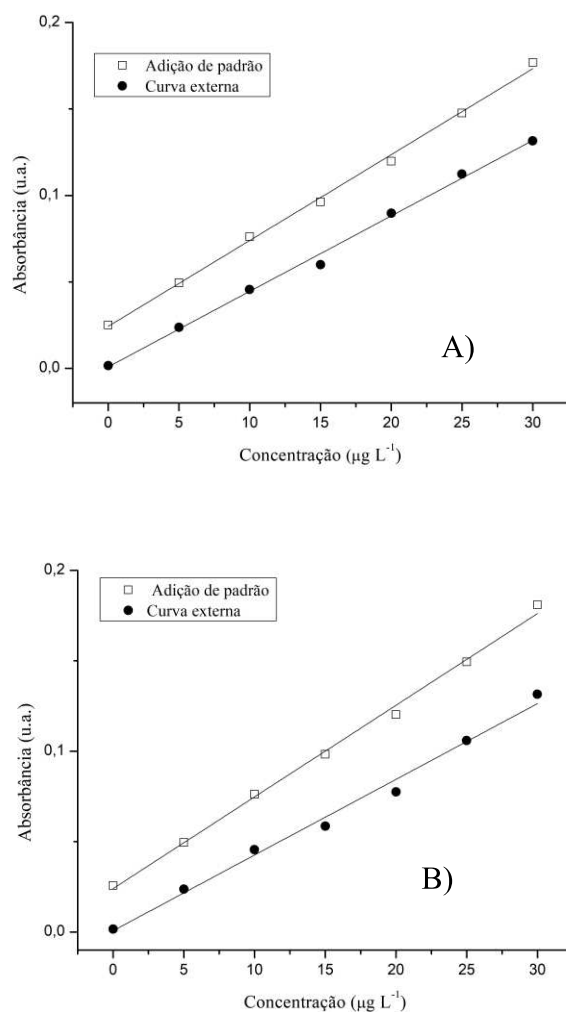 0,2
Adição de padrão
Curva externa
0,1
Absorbância (u.a.)
0,0
A)
0 5 10 15 20 25 30
Concentração (μg L⁻¹)
0,2
Adição de padrão
Curva externa
0,1
Absorbância (u.a.)
0,0
B)
0 5 10 15 20 25 30
Concentração (μg L⁻¹)